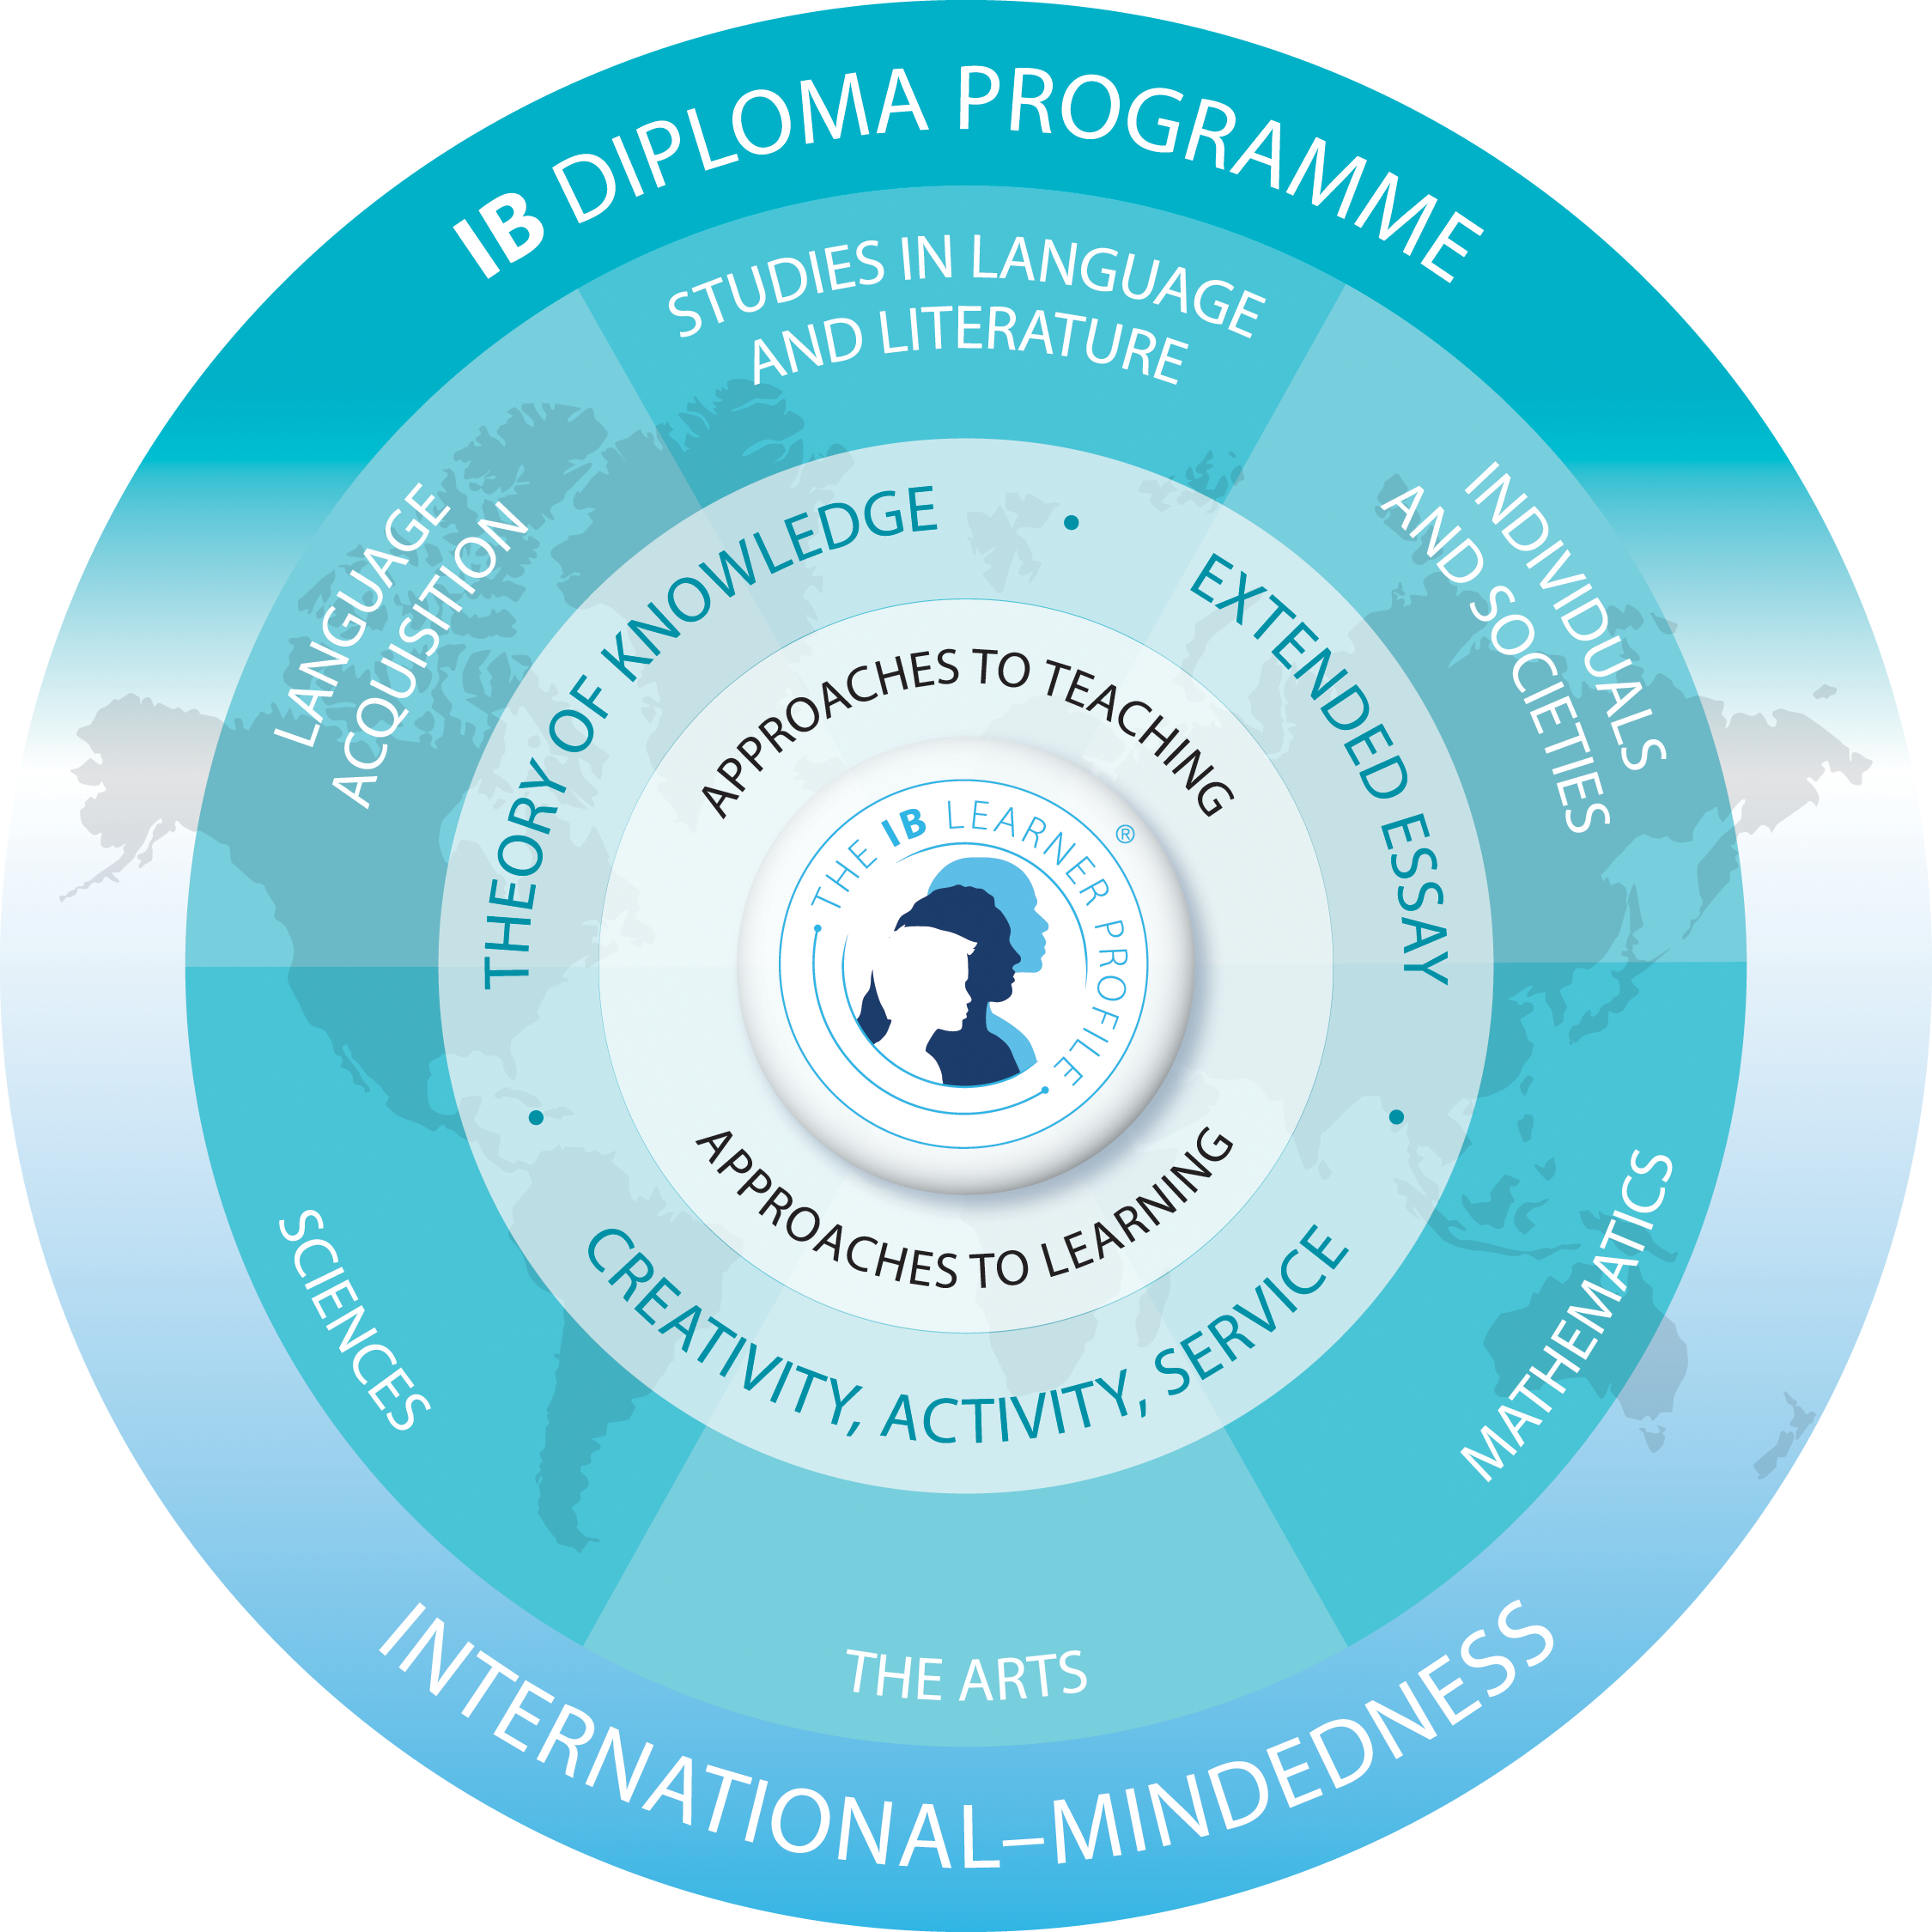 IB DIPLOMA PROGRAMME
STUDIES IN LANGUAGE
AND LITERATURE
LANGUAGE
ACQUISITION
INDIVIDUALS
AND SOCIETIES
THEORY OF KNOWLEDGE
•
EXTENDED ESSAY
APPROACHES TO TEACHING
THE IB LEARNER PROFILE
®
APPROACHES TO LEARNING
•
CREATIVITY, ACTIVITY, SERVICE
•
SCIENCES
MATHEMATICS
THE ARTS
INTERNATIONAL–MINDEDNESS